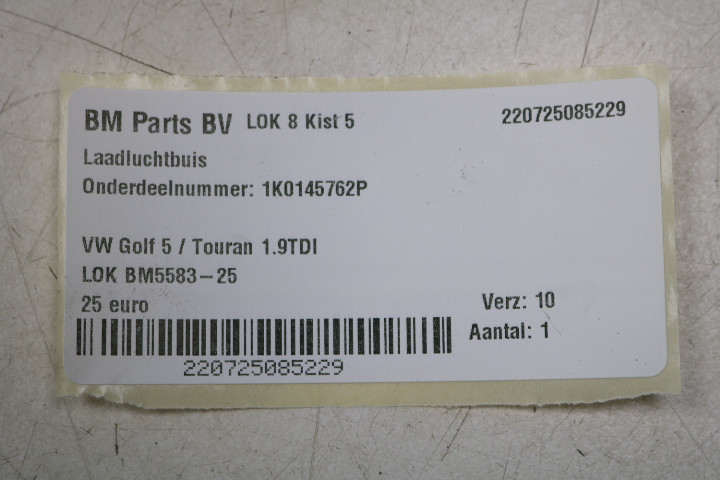 BM Parts BV LOK 8 Kist 5 220725085229
Laadluchtbuis
Onderdeelnummer: 1K0145762P
VW Golf 5 / Touran 1.9TDI
LOK BM5583-25
25 euro Verz: 10
Aantal: 1
220725085229